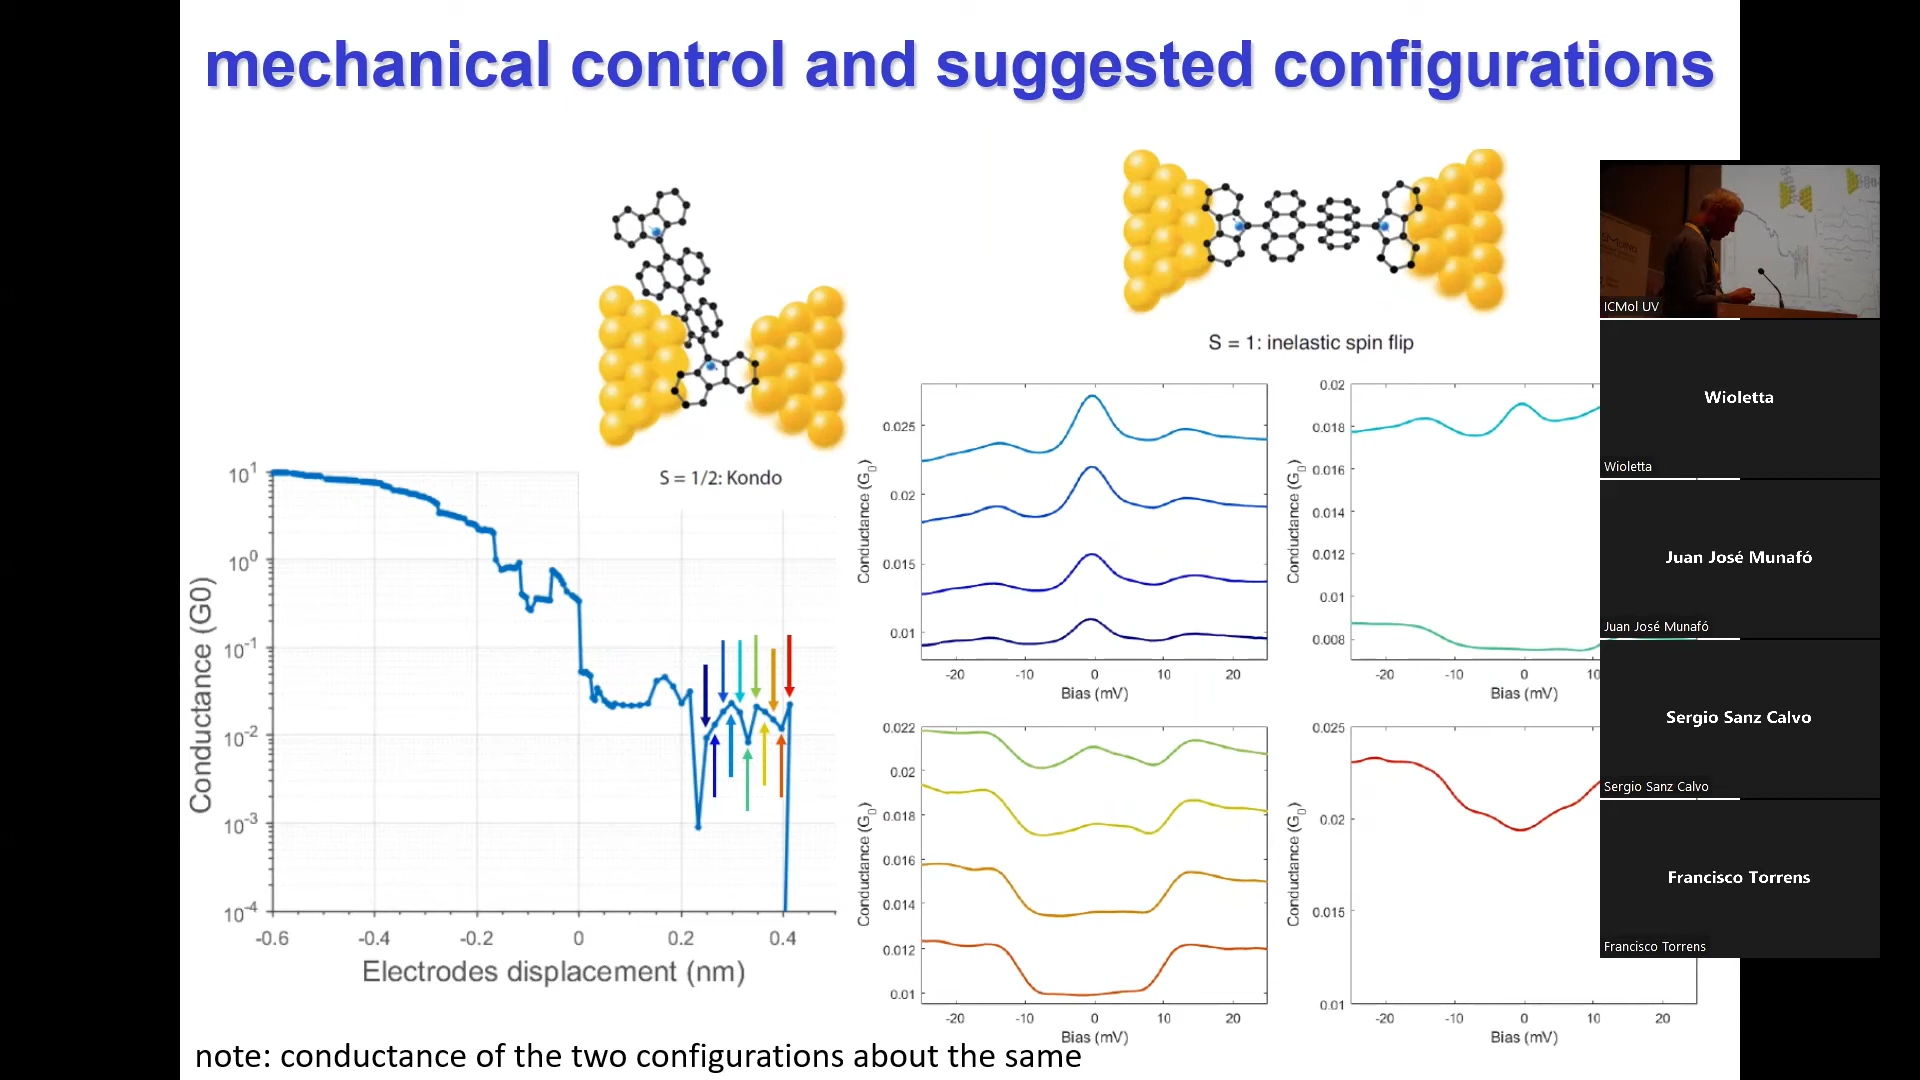 mechanical control and suggested configurations
S = 1/2: Kondo
S = 1: inelastic spin flip
Conductance (G0)
10^1
10^0
10^-1
10^-2
10^-3
10^-4
-0.6
-0.4
-0.2
0
0.2
0.4
Electrodes displacement (nm)
Conductance (G_0)
0.025
0.02
0.015
0.01
-20
-10
0
10
20
Bias (mV)
Conductance (G_0)
0.02
0.018
0.016
0.014
0.012
0.01
0.008
-20
-10
0
10
Bias (mV)
Conductance (G_0)
0.022
0.02
0.018
0.016
0.014
0.012
0.01
-20
-10
0
10
20
Bias (mV)
Conductance (G_0)
0.025
0.02
0.015
0.01
-20
-10
0
10
20
Bias (mV)
note: conductance of the two configurations about the same
ICMol UV
Wioletta
Wioletta
Juan José Munafó
Juan José Munafó
Sergio Sanz Calvo
Sergio Sanz Calvo
Francisco Torrens
Francisco Torrens